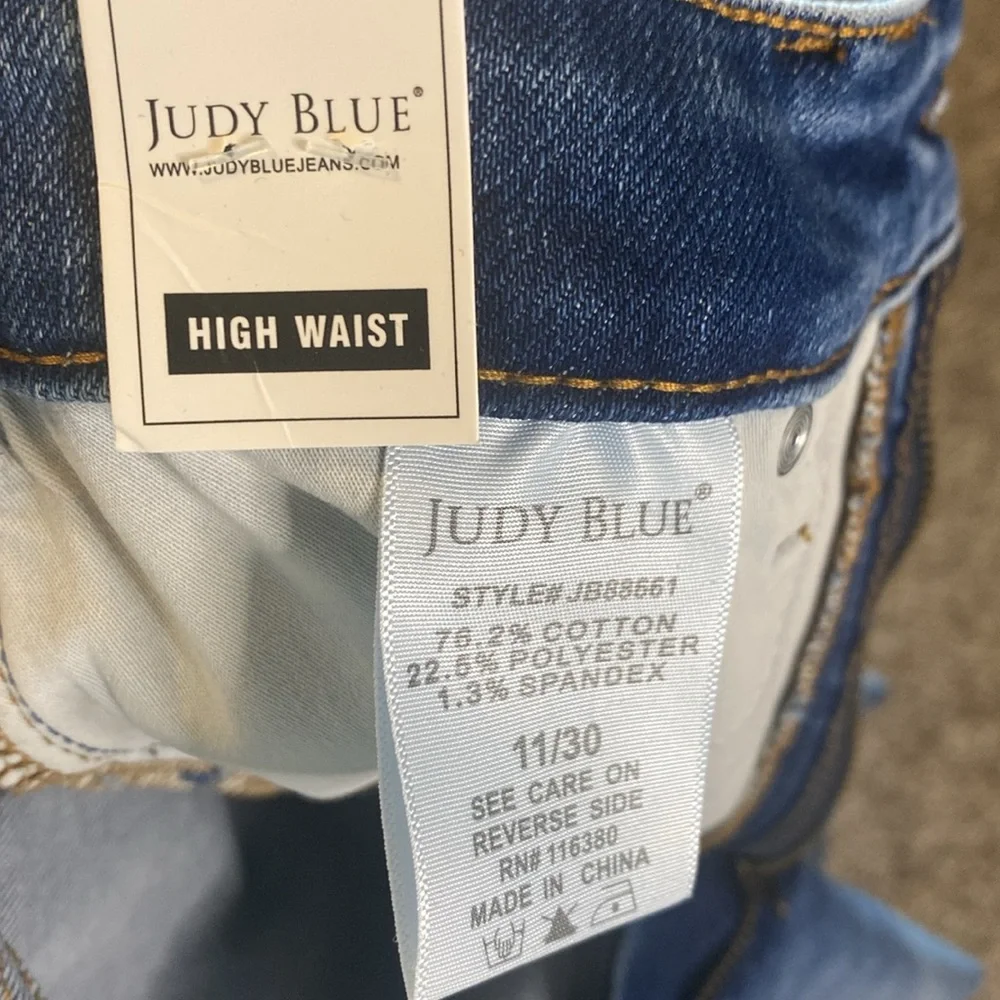 JUDY BLUE®
WWW.JUDYBLUEJEANS.COM
HIGH WAIST
JUDY BLUE®
STYLE# JB88661
76.2% COTTON
22.5% POLYESTER
1.3% SPANDEX
11/30
SEE CARE ON
REVERSE SIDE
RN# 116380
MADE IN CHINA